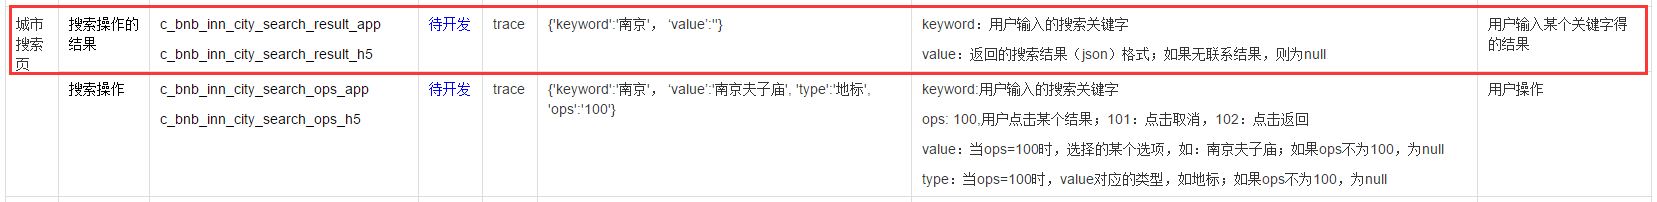 城市搜索页
搜索操作的结果
c_bnb_inn_city_search_result_app
c_bnb_inn_city_search_result_h5
待开发
trace
{'keyword':'南京', ‘value':''}
keyword：用户输入的搜索关键字
value：返回的搜索结果（json）格式；如果无联系结果，则为null
用户输入某个关键字得的结果
搜索操作
c_bnb_inn_city_search_ops_app
c_bnb_inn_city_search_ops_h5
待开发
trace
{'keyword':'南京', ‘value':'南京夫子庙', 'type':'地标',
'ops':'100'}
keyword:用户输入的搜索关键字
ops: 100,用户点击某个结果；101：点击取消，102：点击返回
value：当ops=100时，选择的某个选项，如：南京夫子庙；如果ops不为100，为null
type：当ops=100时，value对应的类型，如地标；如果ops不为100，为null
用户操作